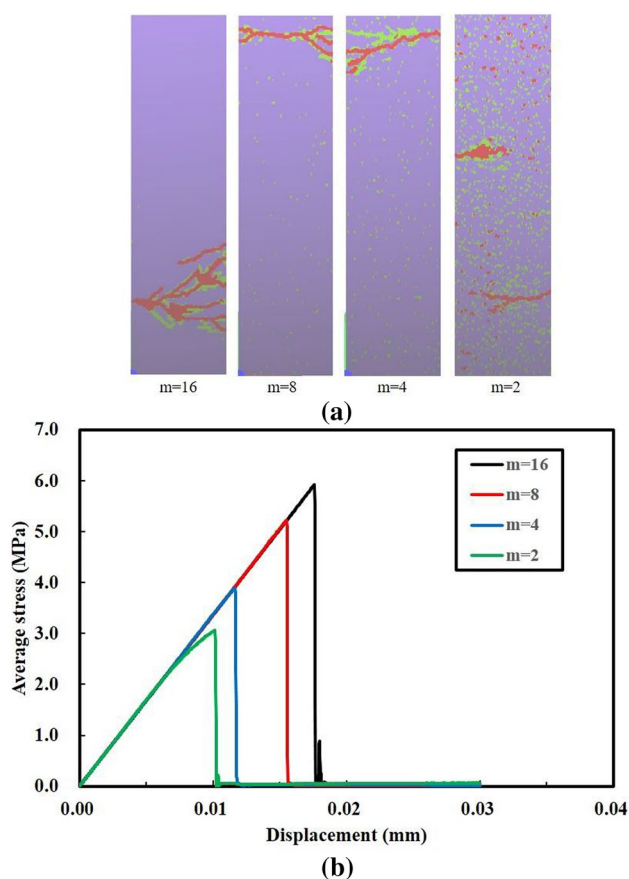 m=16 m=8 m=4 m=2
(a)
7.0
6.0
5.0
4.0
3.0
2.0
1.0
0.0
Average stress (MPa)
m=16
m=8
m=4
m=2
0.00 0.01 0.02 0.03 0.04
Displacement (mm)
(b)